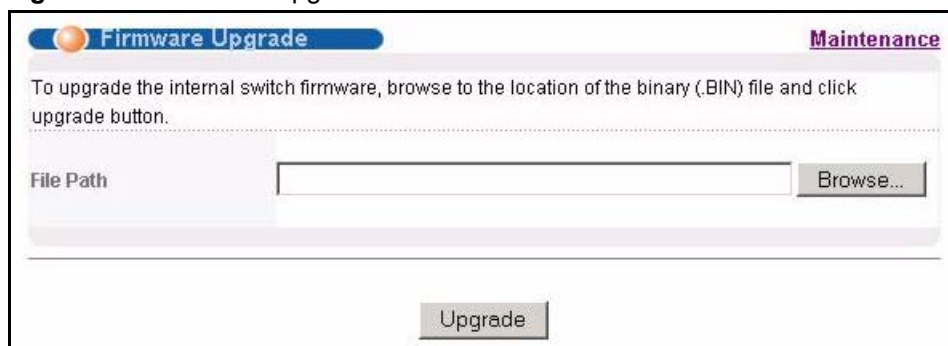 Firmware Upgrade
Maintenance
To upgrade the internal switch firmware, browse to the location of the binary (.BIN) file and click
upgrade button.
File Path
Browse...
Upgrade